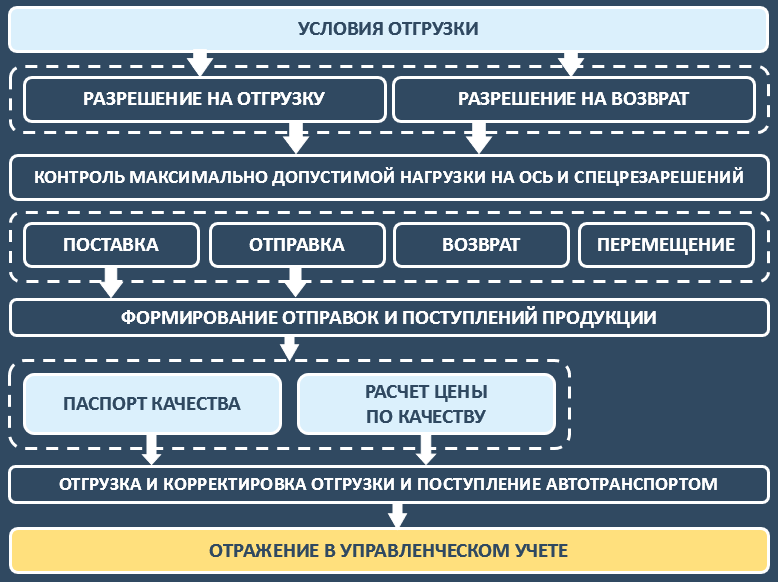 УСЛОВИЯ ОТГРУЗКИ
РАЗРЕШЕНИЕ НА ОТГРУЗКУ
РАЗРЕШЕНИЕ НА ВОЗВРАТ
КОНТРОЛЬ МАКСИМАЛЬНО ДОПУСТИМОЙ НАГРУЗКИ НА ОСЬ И СПЕЦРЕЗАРЕШЕНИЙ
ПОСТАВКА
ОТПРАВКА
ВОЗВРАТ
ПЕРЕМЕЩЕНИЕ
ФОРМИРОВАНИЕ ОТПРАВОК И ПОСТУПЛЕНИЙ ПРОДУКЦИИ
ПАСПОРТ КАЧЕСТВА
РАСЧЕТ ЦЕНЫ
ПО КАЧЕСТВУ
ОТГРУЗКА И КОРРЕКТИРОВКА ОТГРУЗКИ И ПОСТУПЛЕНИЕ АВТОТРАНСПОРТОМ
ОТРАЖЕНИЕ В УПРАВЛЕНЧЕСКОМ УЧЕТЕ